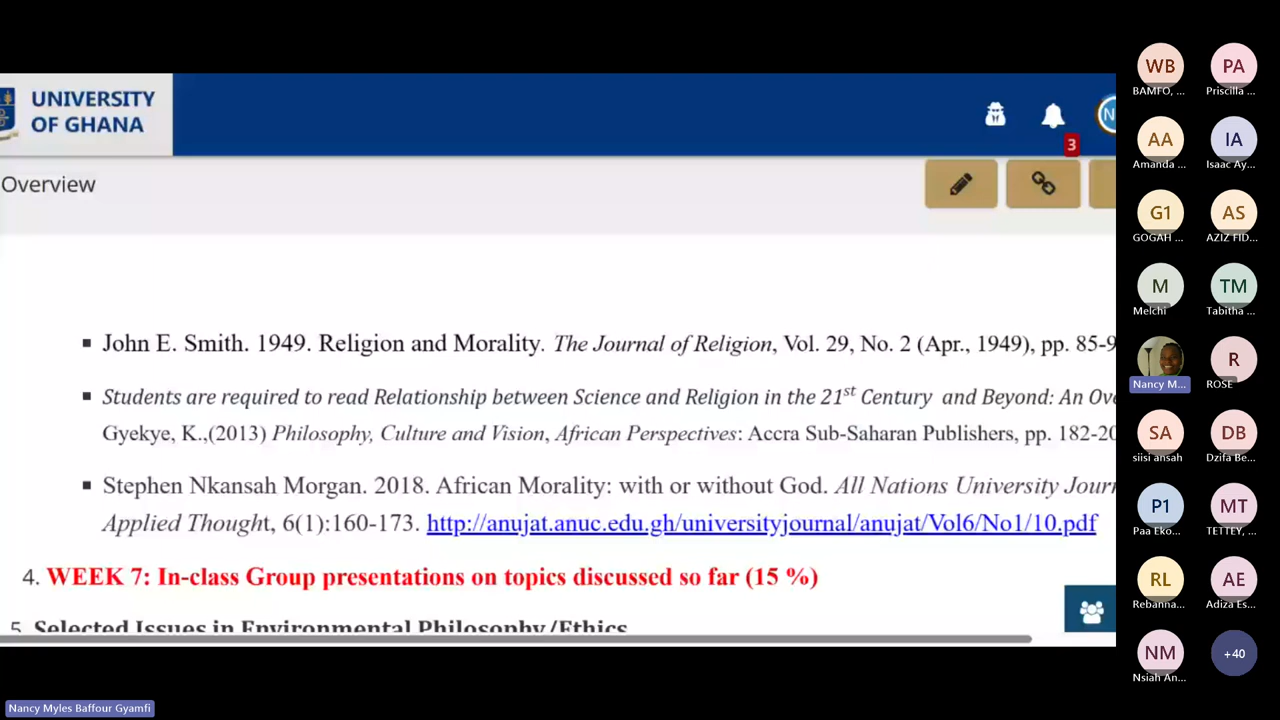 UNIVERSITY
OF GHANA
3
N
Overview
John E. Smith. 1949. Religion and Morality. The Journal of Religion, Vol. 29, No. 2 (Apr., 1949), pp. 85-9
Students are required to read Relationship between Science and Religion in the 21st Century and Beyond: An Ove
Gyekye, K.,(2013) Philosophy, Culture and Vision, African Perspectives: Accra Sub-Saharan Publishers, pp. 182-20
Stephen Nkansah Morgan. 2018. African Morality: with or without God. All Nations University Journ
Applied Thought, 6(1):160-173. http://anujat.anuc.edu.gh/universityjournal/anujat/Vol6/No1/10.pdf
4. WEEK 7: In-class Group presentations on topics discussed so far (15 %)
5. Selected Issues in Environmental Philosophy/Ethics
WB PA
BAMFO, ... Priscilla ...
AA IA
Amanda ... Isaac Ay...
G1 AS
GOGAH ... AZIZ FID...
M TM
Melchi Tabitha ...
R
Nancy M... ROSE
SA DB
siisi ansah Dzifa Be...
P1 MT
Paa Eko... TETTEY, ...
RL AE
Rebanna... Adiza Es...
NM +40
Nsiah An...
Nancy Myles Baffour Gyamfi